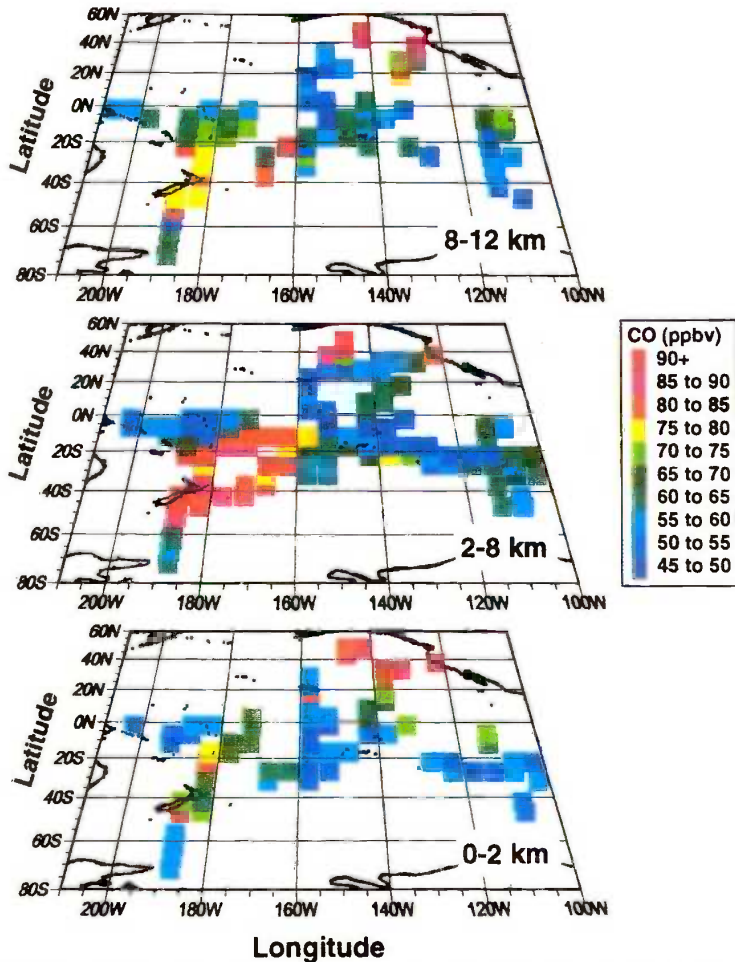 60N
40N
20N
0N
20S
40S
60S
80S
Latitude
8-12 km
200W 180W 160W 140W 120W 100W
60N
40N
20N
0N
20S
40S
60S
80S
Latitude
2-8 km
200W 180W 160W 140W 120W 100W
CO (ppbv)
90+
85 to 90
80 to 85
75 to 80
70 to 75
65 to 70
60 to 65
55 to 60
50 to 55
45 to 50
60N
40N
20N
0N
20S
40S
60S
80S
Latitude
0-2 km
200W 180W 160W 140W 120W 100W
Longitude